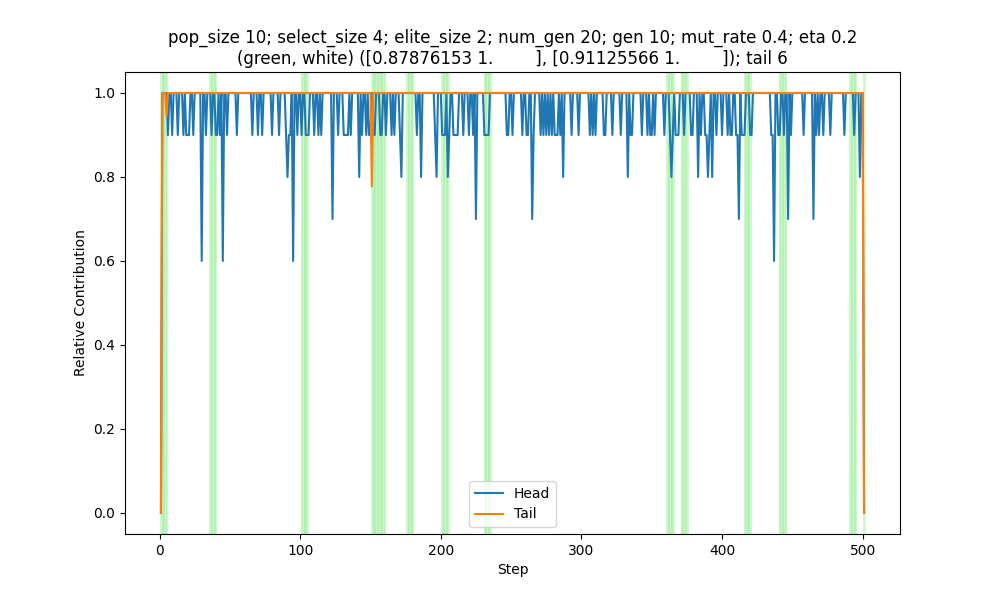 pop_size 10; select_size 4; elite_size 2; num_gen 20; gen 10; mut_rate 0.4; eta 0.2
(green, white) ([0.87876153 1.         ], [0.91125566 1.         ]); tail 6
Relative Contribution
1.0
0.8
0.6
0.4
0.2
0.0
Head
Tail
0
100
200
300
400
500
Step